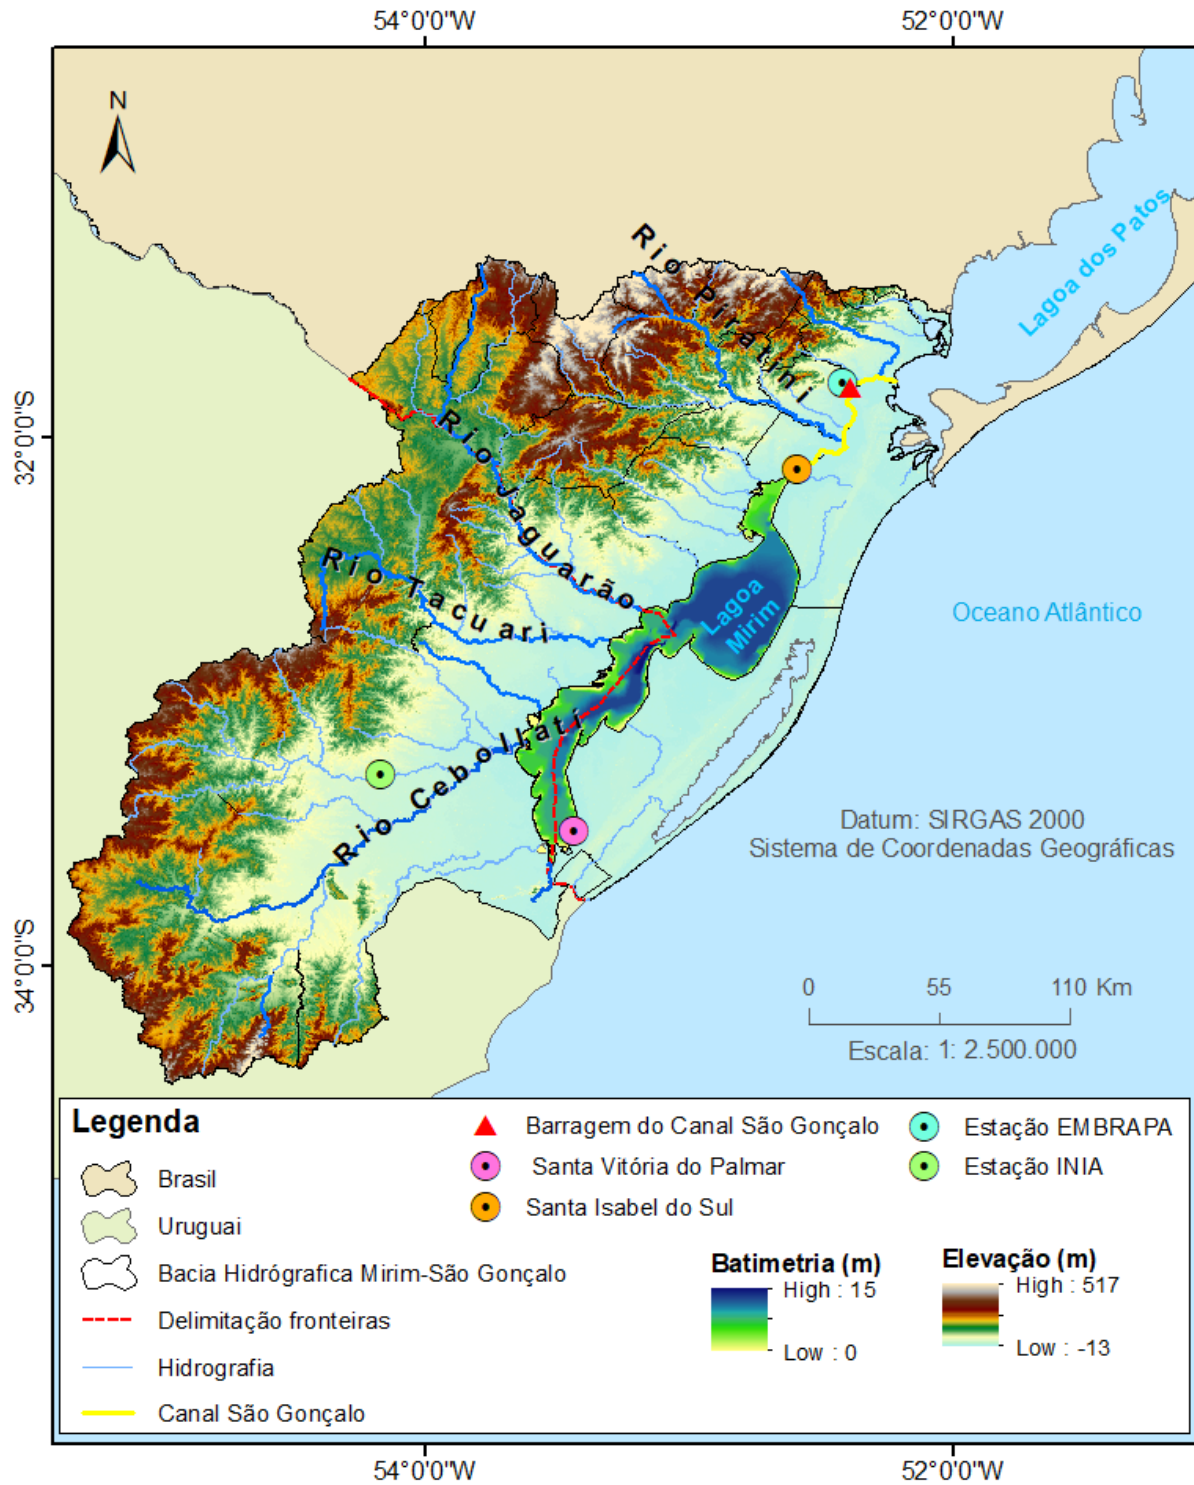 54°0'0"W
52°0'0"W
N
Rio Piratini
Lagoa dos Patos
32°0'0"S
Rio Jaguarão
Rio Tacuari
Lagoa
Mirim
Oceano Atlântico
Rio Cebollati
Datum: SIRGAS 2000
Sistema de Coordenadas Geográficas
34°0'0"S
0 55 110 Km
Escala: 1: 2.500.000
Legenda
Brasil
Uruguai
Bacia Hidrógrafica Mirim-São Gonçalo
Delimitação fronteiras
Hidrografia
Canal São Gonçalo
Barragem do Canal São Gonçalo
Santa Vitória do Palmar
Santa Isabel do Sul
Estação EMBRAPA
Estação INIA
Batimetria (m)
High : 15
Low : 0
Elevação (m)
High : 517
Low : -13
54°0'0"W
52°0'0"W